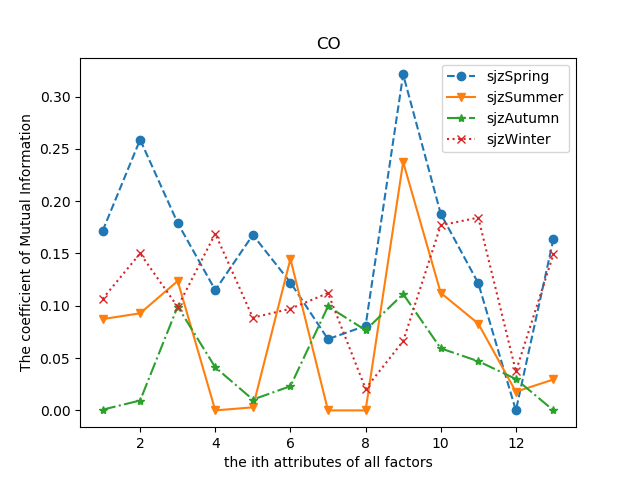 CO
The coefficient of Mutual Information
0.30
0.25
0.20
0.15
0.10
0.05
0.00
sjzSpring
sjzSummer
sjzAutumn
sjzWinter
2 4 6 8 10 12
the ith attributes of all factors